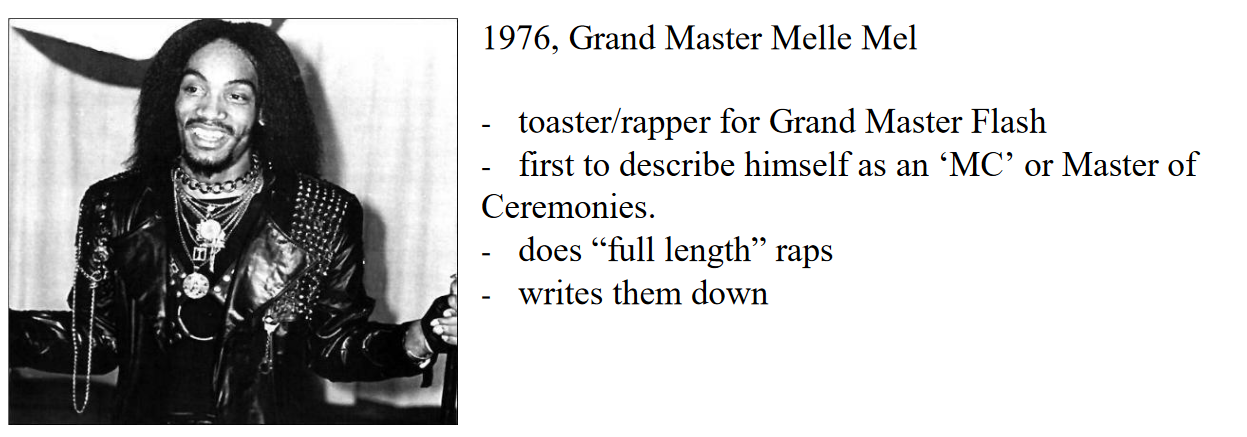 1976, Grand Master Melle Mel
- toaster/rapper for Grand Master Flash
- first to describe himself as an ‘MC’ or Master of
Ceremonies.
- does “full length” raps
- writes them down